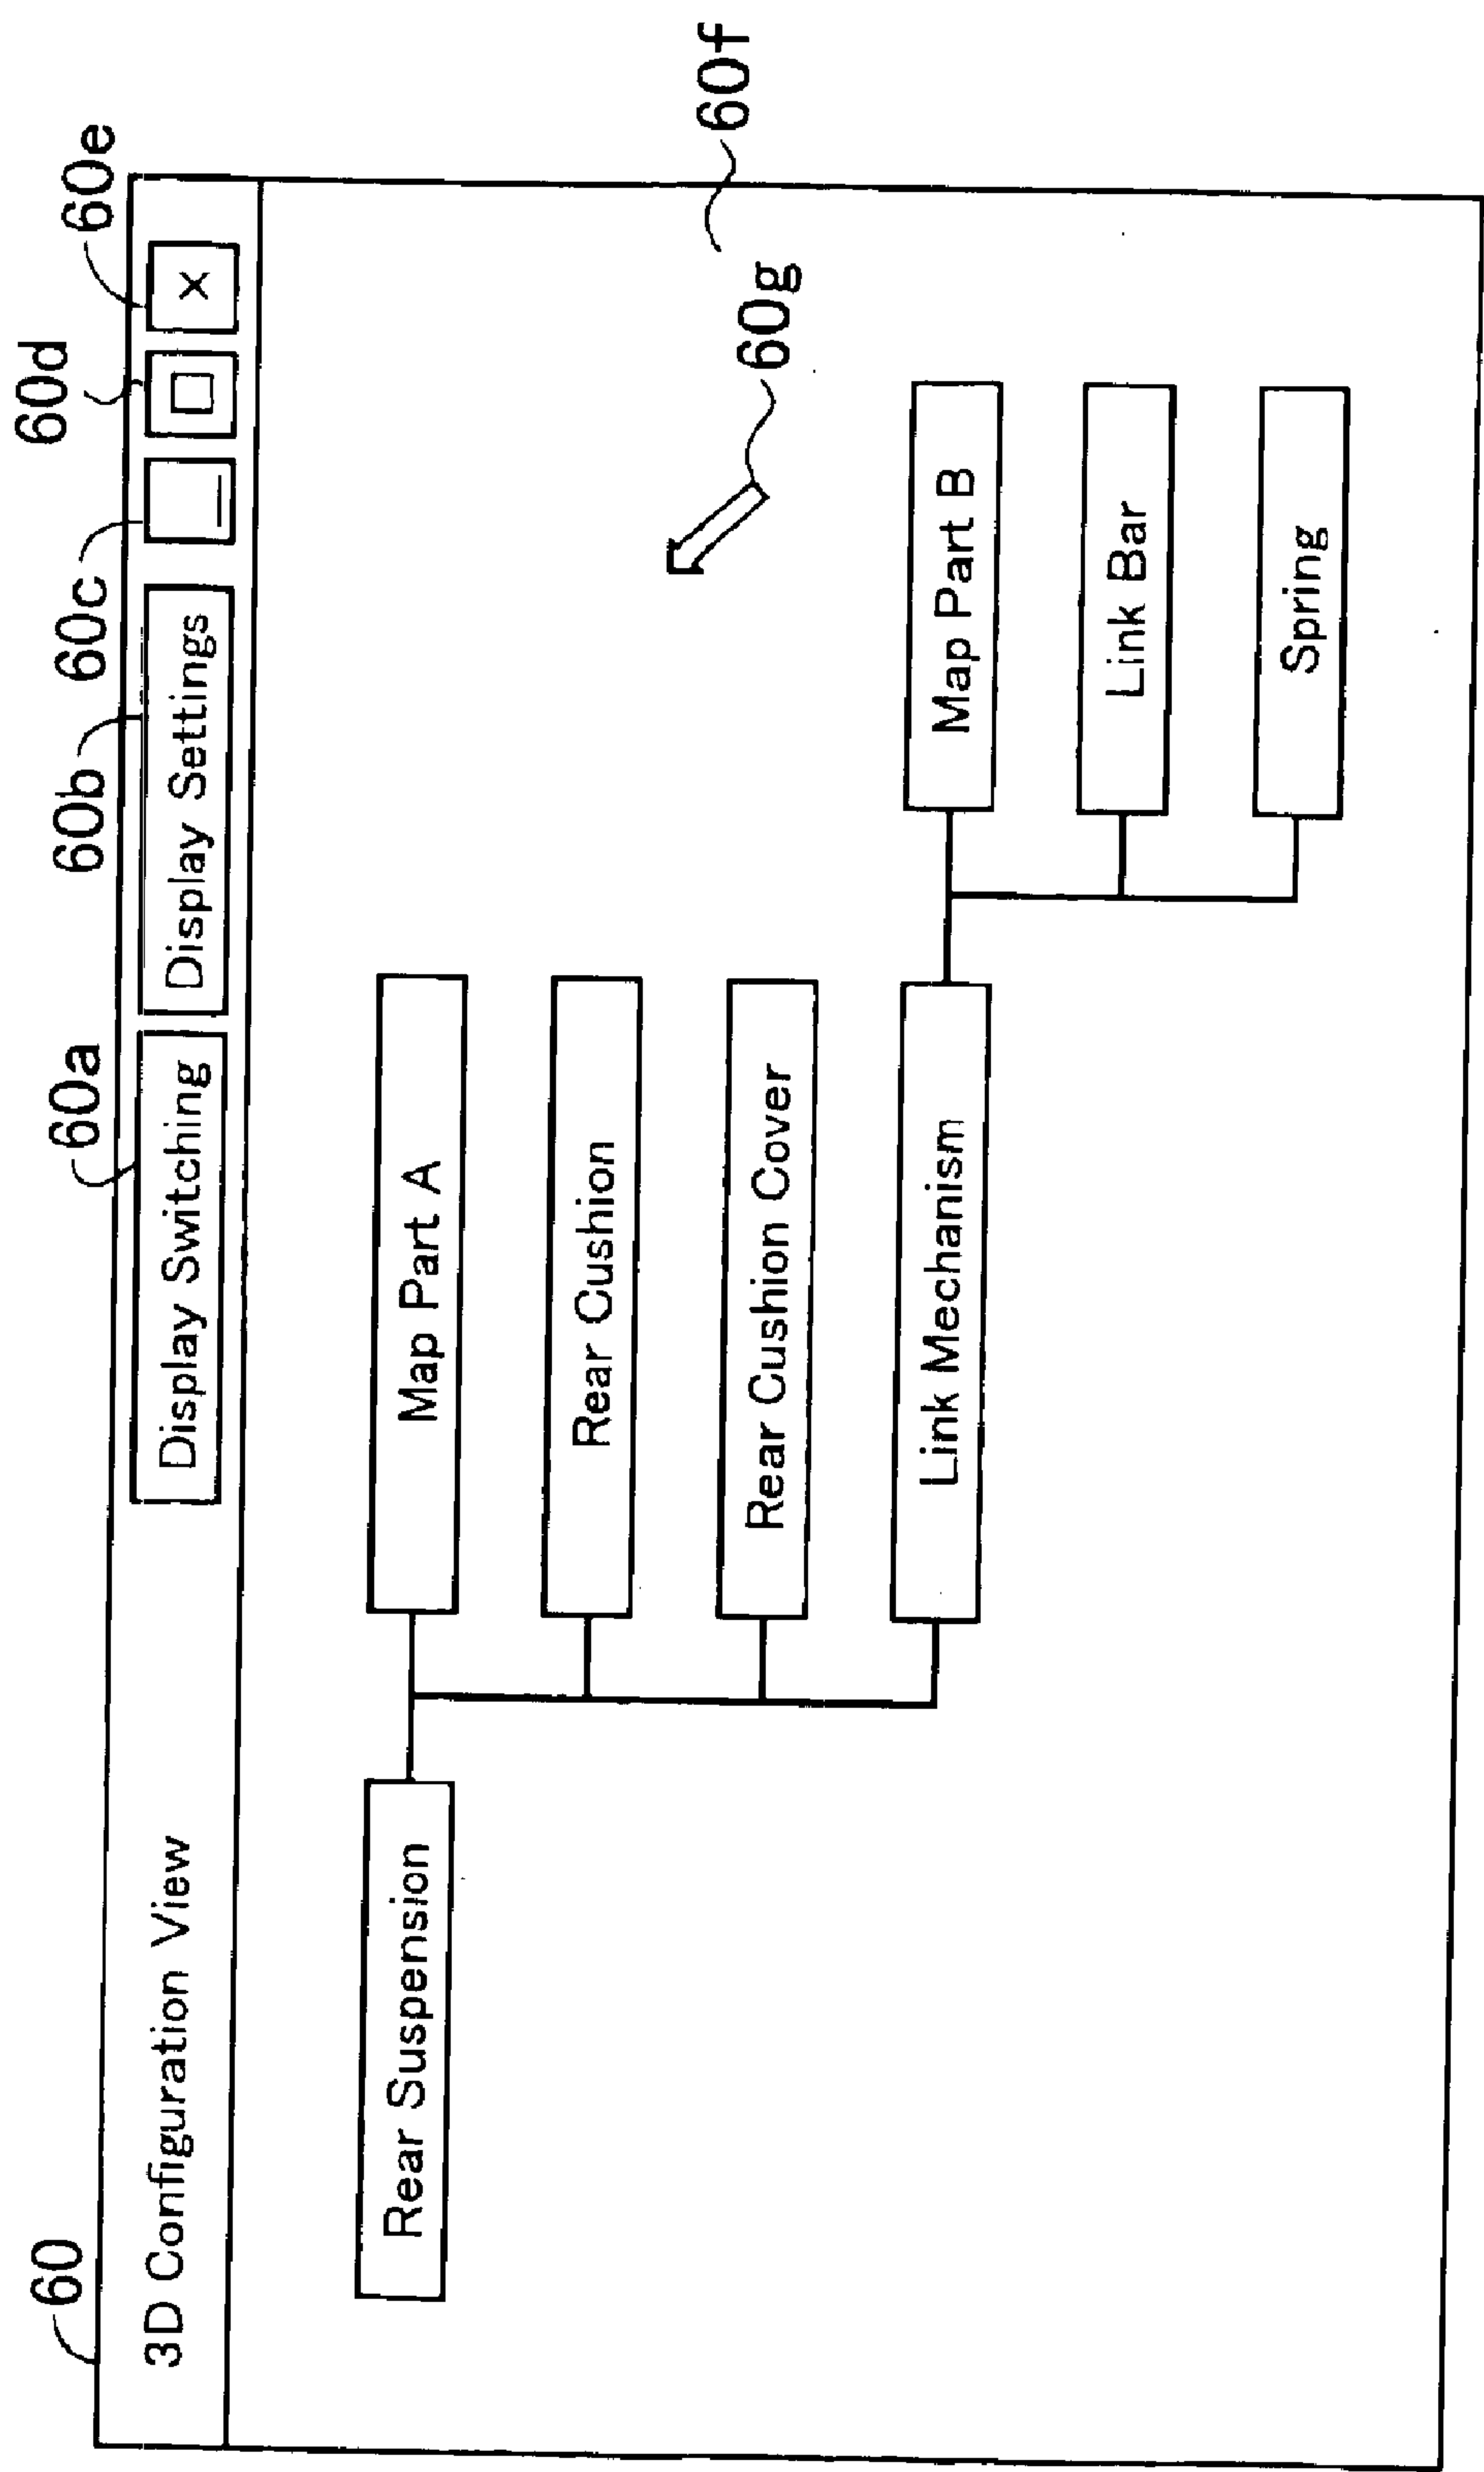 60
60a
60b
60c
60d
60e
3D Configuration View
Display Switching
Display Settings
×
60f
60g
Rear Suspension
Map Part A
Rear Cushion
Rear Cushion Cover
Link Mechanism
Map Part B
Link Bar
Spring